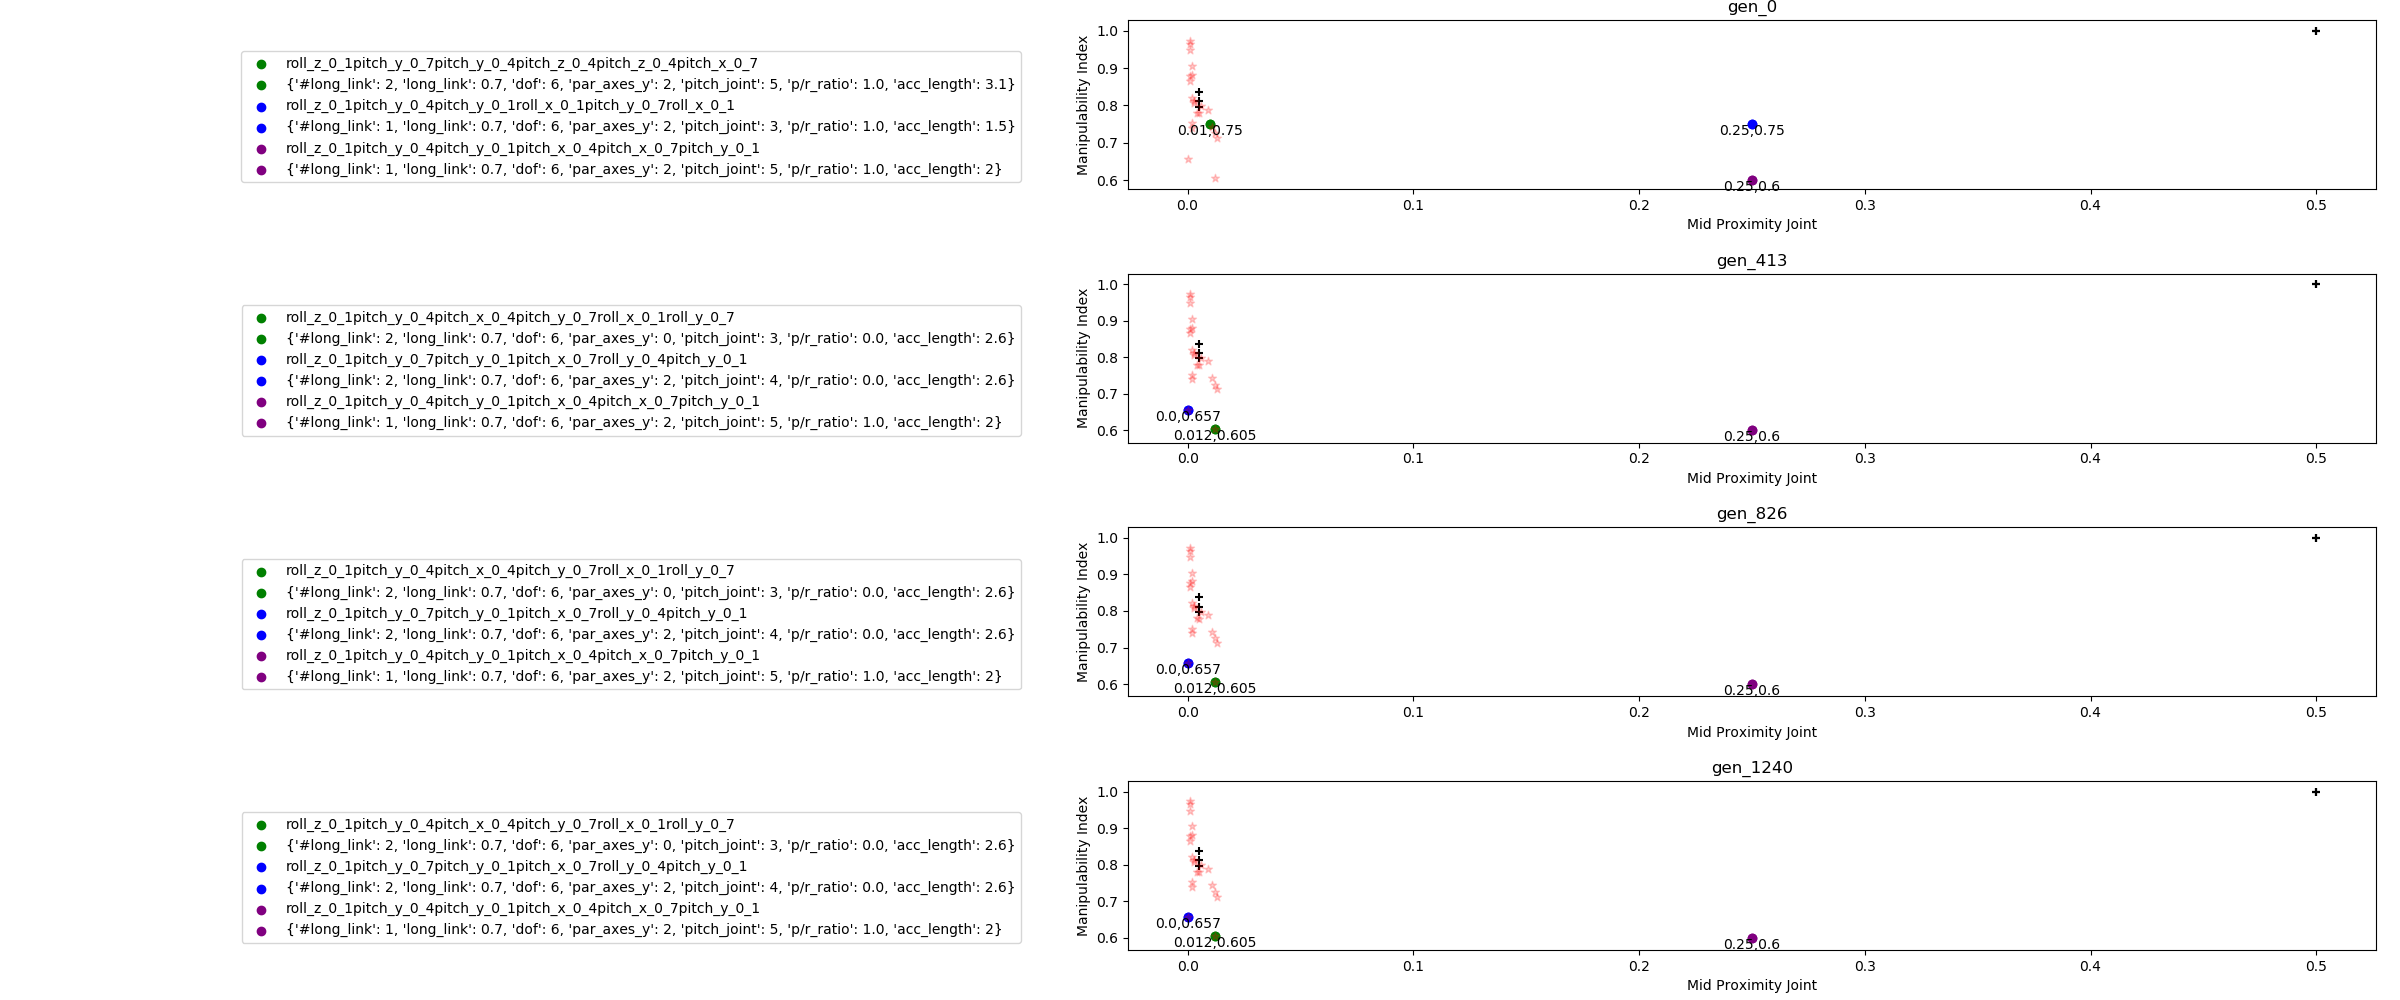 gen_0
roll_z_0_1pitch_y_0_7pitch_y_0_4pitch_z_0_4pitch_z_0_4pitch_x_0_7
{'#long_link': 2, 'long_link': 0.7, 'dof': 6, 'par_axes_y': 2, 'pitch_joint': 5, 'p/r_ratio': 1.0, 'acc_length': 3.1}
roll_z_0_1pitch_y_0_4pitch_y_0_1roll_x_0_1pitch_y_0_7roll_x_0_1
{'#long_link': 1, 'long_link': 0.7, 'dof': 6, 'par_axes_y': 2, 'pitch_joint': 3, 'p/r_ratio': 1.0, 'acc_length': 1.5}
roll_z_0_1pitch_y_0_4pitch_y_0_1pitch_x_0_4pitch_x_0_7pitch_y_0_1
{'#long_link': 1, 'long_link': 0.7, 'dof': 6, 'par_axes_y': 2, 'pitch_joint': 5, 'p/r_ratio': 1.0, 'acc_length': 2}
Manipulability Index
1.0
0.9
0.8
0.7
0.6
0.01,0.75
0.25,0.75
0.25,0.6
0.0 0.1 0.2 0.3 0.4 0.5
Mid Proximity Joint
gen_413
roll_z_0_1pitch_y_0_4pitch_x_0_4pitch_y_0_7roll_x_0_1roll_y_0_7
{'#long_link': 2, 'long_link': 0.7, 'dof': 6, 'par_axes_y': 0, 'pitch_joint': 3, 'p/r_ratio': 0.0, 'acc_length': 2.6}
roll_z_0_1pitch_y_0_7pitch_y_0_1pitch_x_0_7roll_y_0_4pitch_y_0_1
{'#long_link': 2, 'long_link': 0.7, 'dof': 6, 'par_axes_y': 2, 'pitch_joint': 4, 'p/r_ratio': 0.0, 'acc_length': 2.6}
roll_z_0_1pitch_y_0_4pitch_y_0_1pitch_x_0_4pitch_x_0_7pitch_y_0_1
{'#long_link': 1, 'long_link': 0.7, 'dof': 6, 'par_axes_y': 2, 'pitch_joint': 5, 'p/r_ratio': 1.0, 'acc_length': 2}
Manipulability Index
1.0
0.9
0.8
0.7
0.6
0.0,0.657
0.012,0.605
0.25,0.6
0.0 0.1 0.2 0.3 0.4 0.5
Mid Proximity Joint
gen_826
roll_z_0_1pitch_y_0_4pitch_x_0_4pitch_y_0_7roll_x_0_1roll_y_0_7
{'#long_link': 2, 'long_link': 0.7, 'dof': 6, 'par_axes_y': 0, 'pitch_joint': 3, 'p/r_ratio': 0.0, 'acc_length': 2.6}
roll_z_0_1pitch_y_0_7pitch_y_0_1pitch_x_0_7roll_y_0_4pitch_y_0_1
{'#long_link': 2, 'long_link': 0.7, 'dof': 6, 'par_axes_y': 2, 'pitch_joint': 4, 'p/r_ratio': 0.0, 'acc_length': 2.6}
roll_z_0_1pitch_y_0_4pitch_y_0_1pitch_x_0_4pitch_x_0_7pitch_y_0_1
{'#long_link': 1, 'long_link': 0.7, 'dof': 6, 'par_axes_y': 2, 'pitch_joint': 5, 'p/r_ratio': 1.0, 'acc_length': 2}
Manipulability Index
1.0
0.9
0.8
0.7
0.6
0.0,0.657
0.012,0.605
0.25,0.6
0.0 0.1 0.2 0.3 0.4 0.5
Mid Proximity Joint
gen_1240
roll_z_0_1pitch_y_0_4pitch_x_0_4pitch_y_0_7roll_x_0_1roll_y_0_7
{'#long_link': 2, 'long_link': 0.7, 'dof': 6, 'par_axes_y': 0, 'pitch_joint': 3, 'p/r_ratio': 0.0, 'acc_length': 2.6}
roll_z_0_1pitch_y_0_7pitch_y_0_1pitch_x_0_7roll_y_0_4pitch_y_0_1
{'#long_link': 2, 'long_link': 0.7, 'dof': 6, 'par_axes_y': 2, 'pitch_joint': 4, 'p/r_ratio': 0.0, 'acc_length': 2.6}
roll_z_0_1pitch_y_0_4pitch_y_0_1pitch_x_0_4pitch_x_0_7pitch_y_0_1
{'#long_link': 1, 'long_link': 0.7, 'dof': 6, 'par_axes_y': 2, 'pitch_joint': 5, 'p/r_ratio': 1.0, 'acc_length': 2}
Manipulability Index
1.0
0.9
0.8
0.7
0.6
0.0,0.657
0.012,0.605
0.25,0.6
0.0 0.1 0.2 0.3 0.4 0.5
Mid Proximity Joint